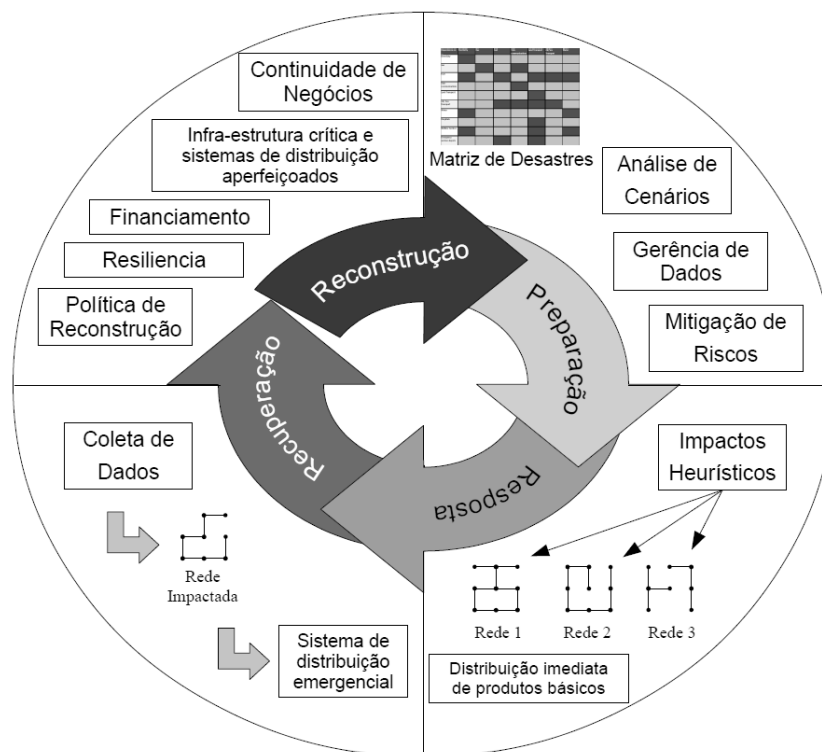 Continuidade de
Negócios
Infra-estrutura crítica e
sistemas de distribuição
aperfeiçoados
Financiamento
Resiliencia
Política de
Reconstrução
Matriz de Desastres
Análise de
Cenários
Gerência de
Dados
Mitigação de
Riscos
Reconstrução
Preparação
Resposta
Recuperação
Coleta de
Dados
Rede
Impactada
Sistema de
distribuição
emergencial
Impactos
Heurísticos
Rede 1
Rede 2
Rede 3
Distribuição imediata
de produtos básicos